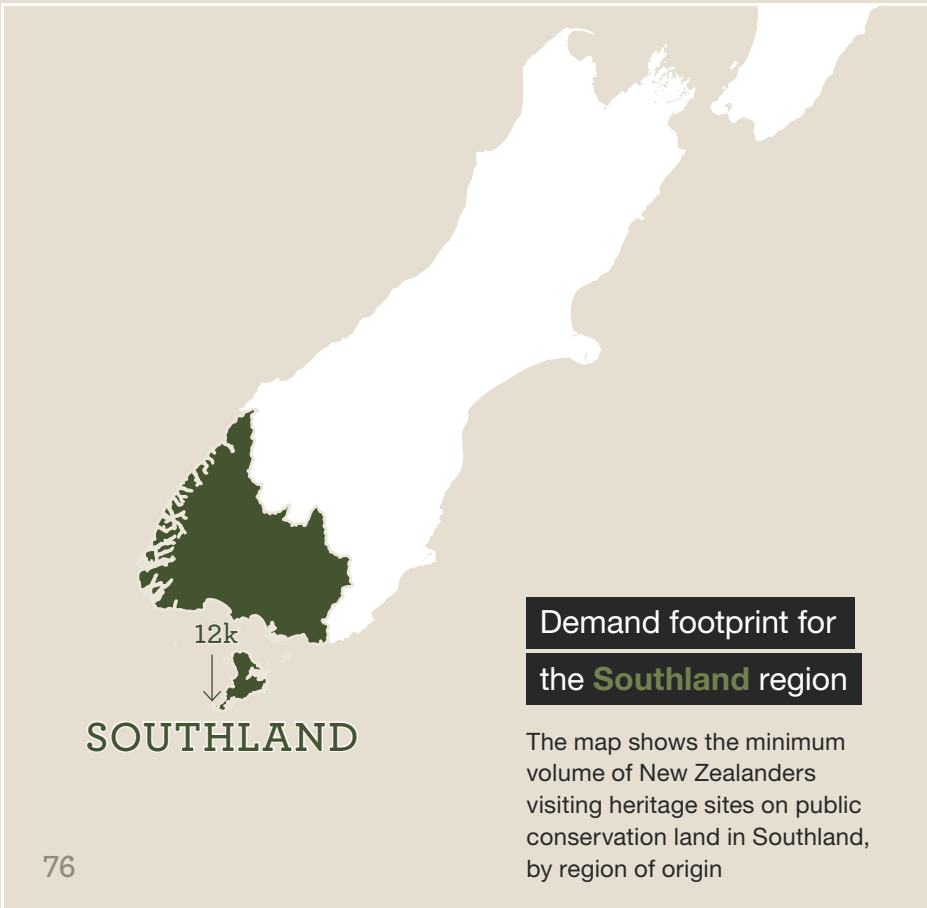 12k
SOUTHLAND
Demand footprint for
the Southland region
The map shows the minimum
volume of New Zealanders
visiting heritage sites on public
conservation land in Southland,
by region of origin
76